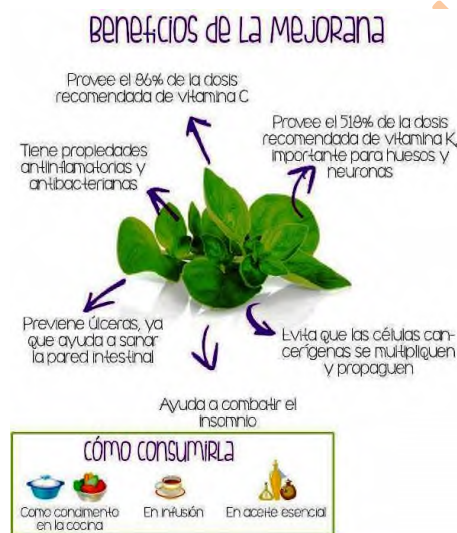 Beneficios de la Mejorana
Provee el 86% de la dosis
recomendada de vitamina C
Provee el 518% de la dosis
recomendada de vitamina K,
importante para huesos y
neuronas
Tiene propiedades
antiinflamatorias y
antibacterianas
Previene úlceras, ya
que ayuda a sanar
la pared intestinal
Evita que las células can-
cerígenas se multipliquen
y propaguen
Ayuda a combatir el
insomnio
cómo consumirla
Como condimento
en la cocina
En infusión
En aceite esencial